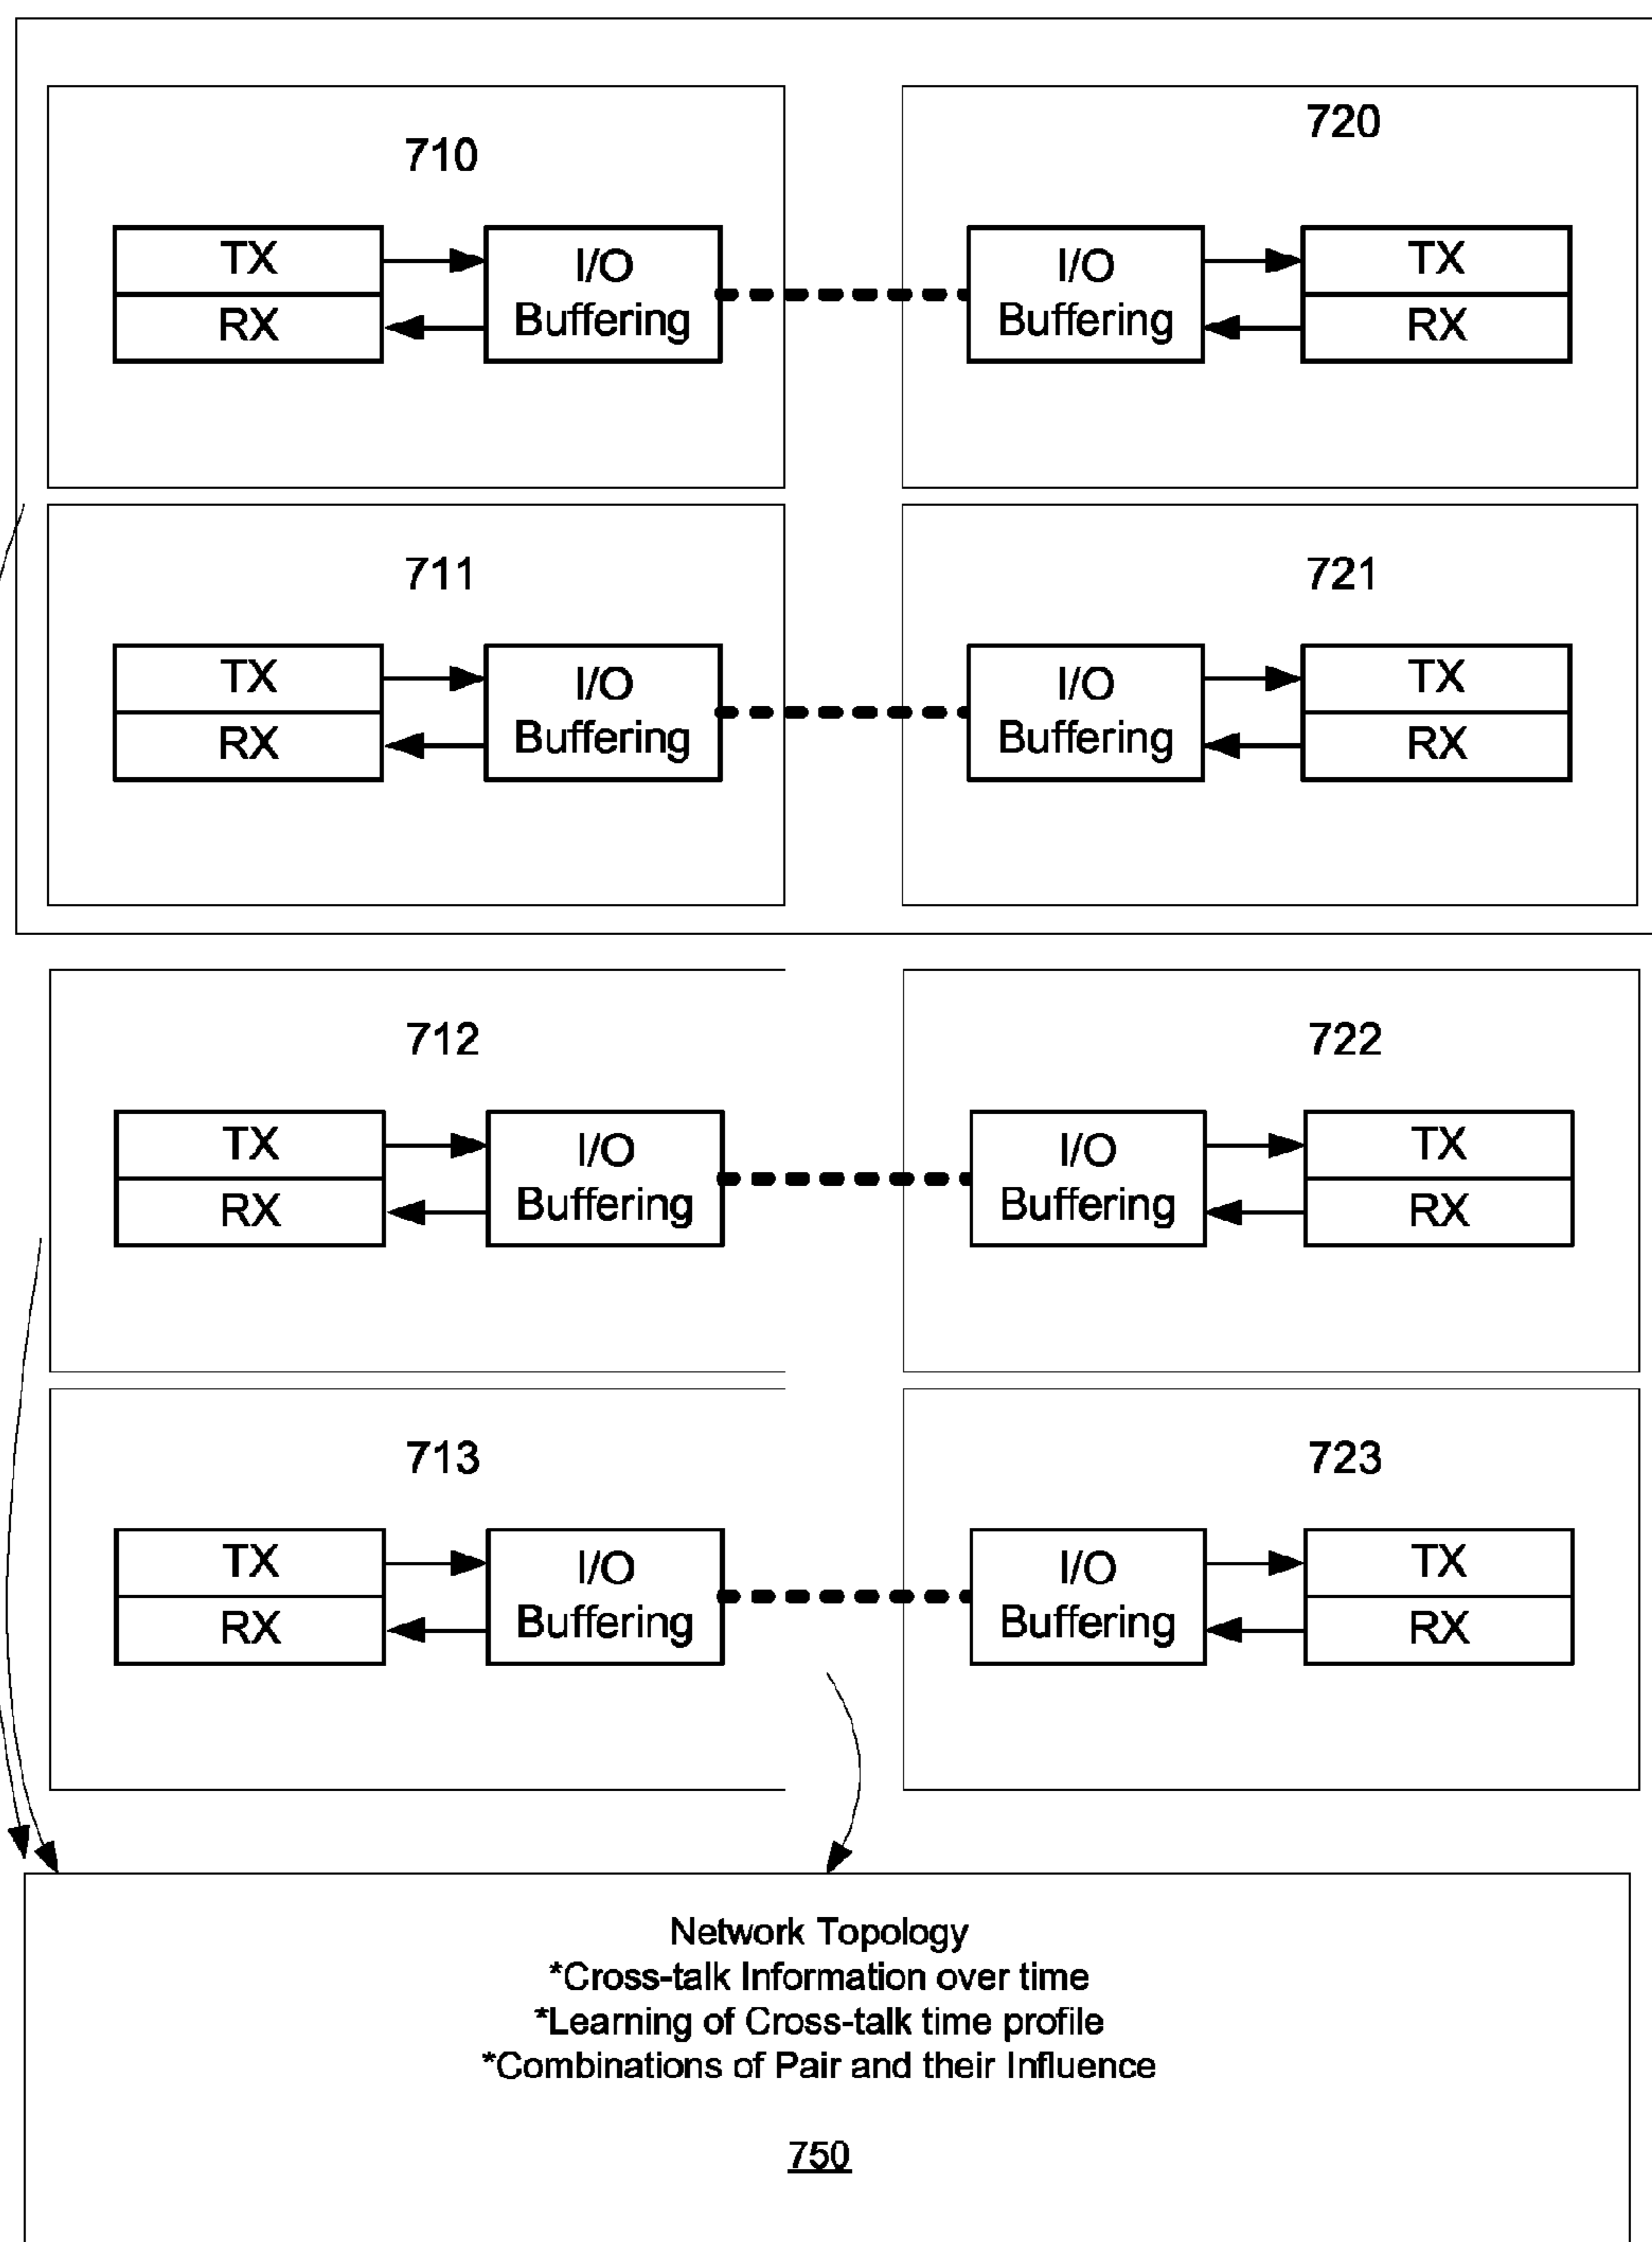 710
720
TX
RX
I/O
Buffering
I/O
Buffering
TX
RX
711
721
TX
RX
I/O
Buffering
I/O
Buffering
TX
RX
712
722
TX
RX
I/O
Buffering
I/O
Buffering
TX
RX
713
723
TX
RX
I/O
Buffering
I/O
Buffering
TX
RX
Network Topology
*Cross-talk Information over time
*Learning of Cross-talk time profile
*Combinations of Pair and their Influence
750